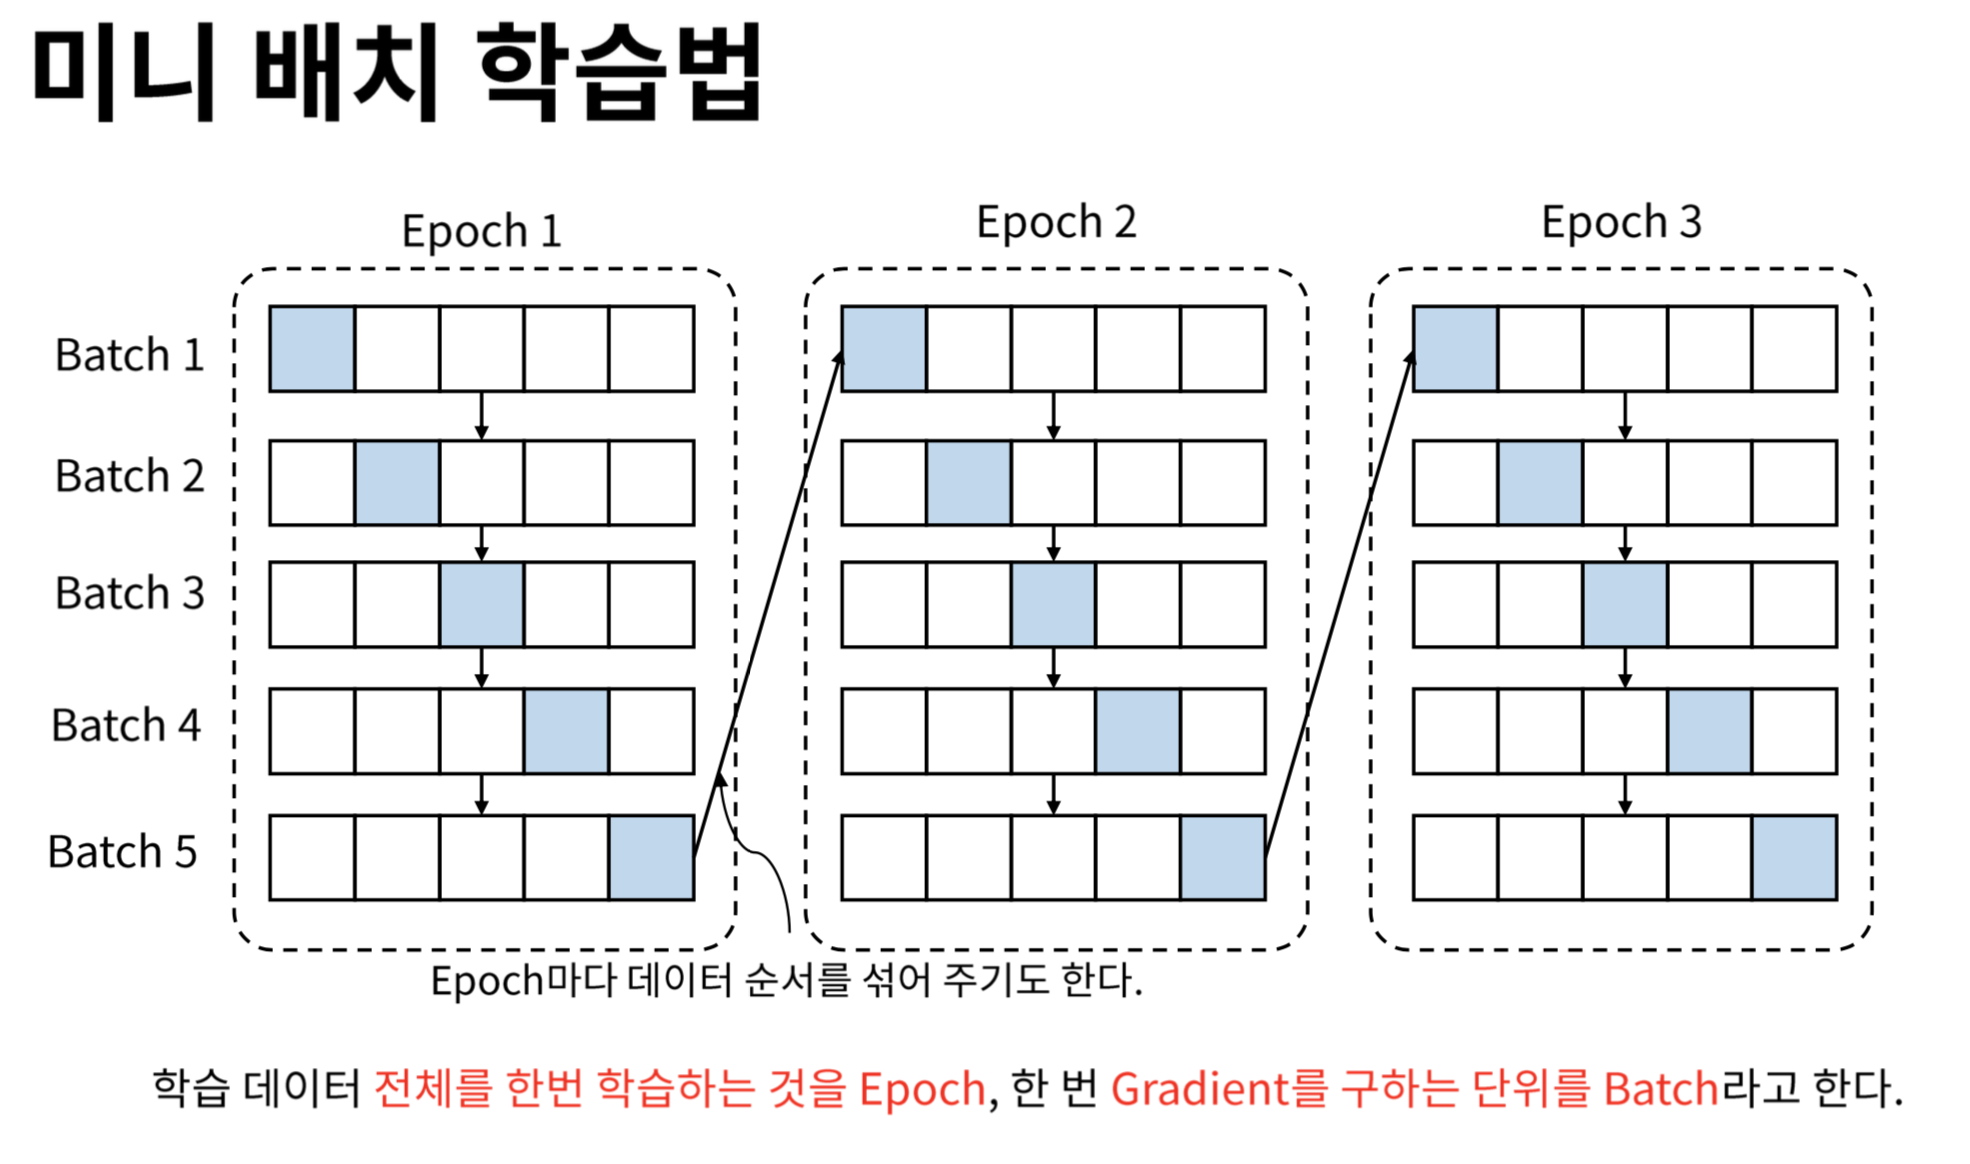 미니 배치 학습법
Epoch 1
Epoch 2
Epoch 3
Batch 1
Batch 2
Batch 3
Batch 4
Batch 5
Epoch마다 데이터 순서를 섞어 주기도 한다.
학습 데이터 전체를 한번 학습하는 것을 Epoch, 한 번 Gradient를 구하는 단위를 Batch라고 한다.